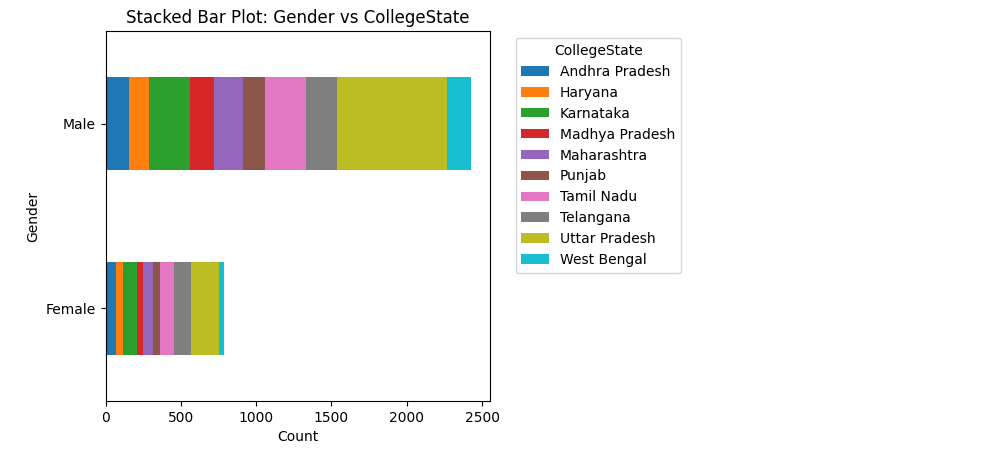 Stacked Bar Plot: Gender vs CollegeState
Male
Female
Gender
0 500 1000 1500 2000 2500
Count
CollegeState
Andhra Pradesh
Haryana
Karnataka
Madhya Pradesh
Maharashtra
Punjab
Tamil Nadu
Telangana
Uttar Pradesh
West Bengal